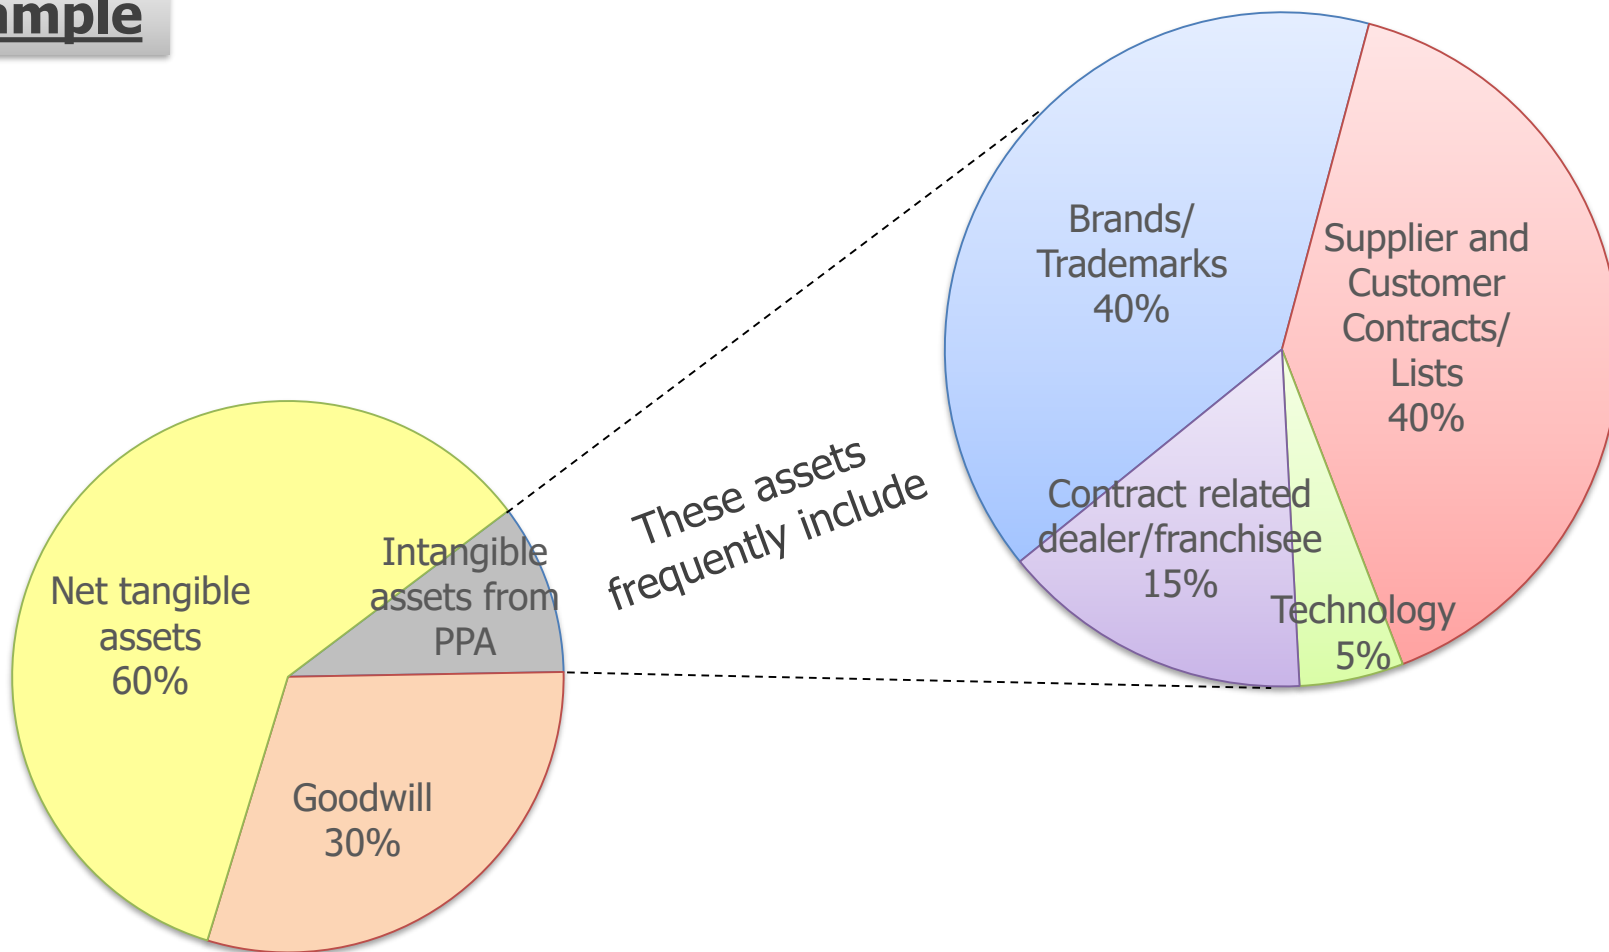 ample
Brands/
Trademarks
40%
Supplier and
Customer
Contracts/
Lists
40%
Contract related
dealer/franchisee
15%
Technology
5%
These assets
frequently include
Net tangible
assets
60%
Intangible
assets from
PPA
Goodwill
30%